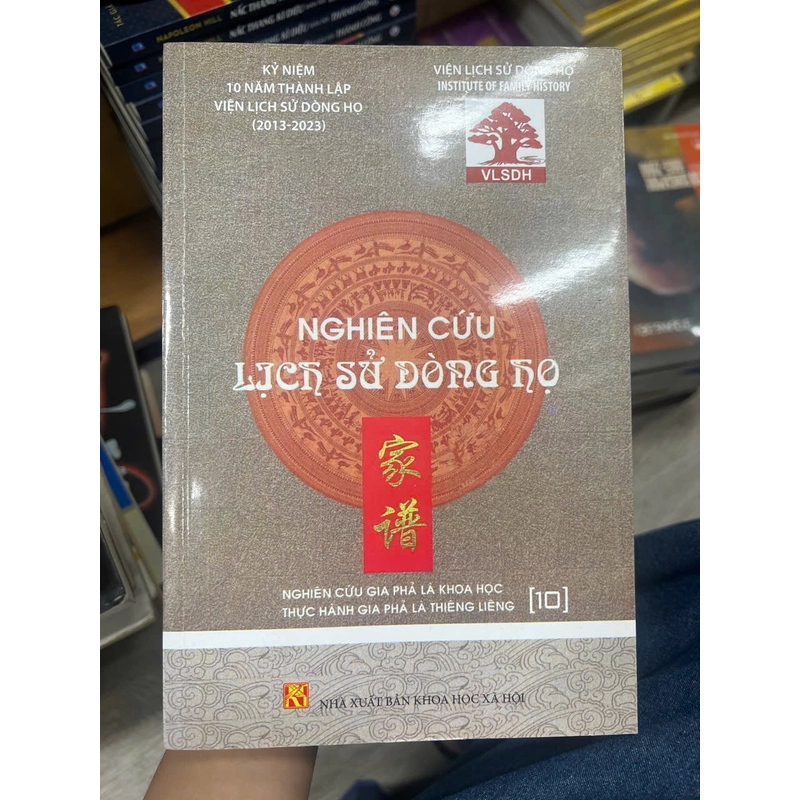 NAPOLEON HILL
KỶ NIỆM
10 NĂM THÀNH LẬP
VIỆN LỊCH SỬ DÒNG HỌ
(2013-2023)
VIỆN LỊCH SỬ DÒNG HỌ
INSTITUTE OF FAMILY HISTORY
VLSDH
NGHIÊN CỨU
LỊCH SỬ DÒNG HỌ
家
谱
NGHIÊN CỨU GIA PHẢ LÀ KHOA HỌC
THỰC HÀNH GIA PHẢ LÀ THIÊNG LIÊNG
[10]
NHÀ XUẤT BẢN KHOA HỌC XÃ HỘI